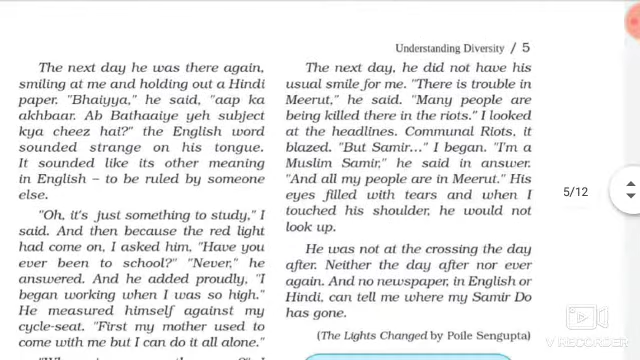 Understanding Diversity / 5
The next day he was there again,
smiling at me and holding out a Hindi
paper. "Bhaiyya," he said, "aap ka
akhbaar. Ab Bathaaiye yeh subject
kya cheez hai?" the English word
sounded strange on his tongue.
It sounded like its other meaning
in English – to be ruled by someone
else.
"Oh, it's just something to study," I
said. And then because the red light
had come on, I asked him, "Have you
ever been to school?" "Never," he
answered. And he added proudly, "I
began working when I was so high."
He measured himself against my
cycle-seat. "First my mother used to
come with me but I can do it all alone."
The next day, he did not have his
usual smile for me. "There is trouble in
Meerut," he said. "Many people are
being killed there in the riots." I looked
at the headlines. Communal Riots, it
blazed. "But Samir..." I began. "I'm a
Muslim Samir," he said in answer.
"And all my people are in Meerut." His
eyes filled with tears and when I
touched his shoulder, he would not
look up.
He was not at the crossing the day
after. Neither the day after nor ever
again. And no newspaper, in English or
Hindi, can tell me where my Samir Do
has gone.
(The Lights Changed by Poile Sengupta)
5/12
V RECORDER